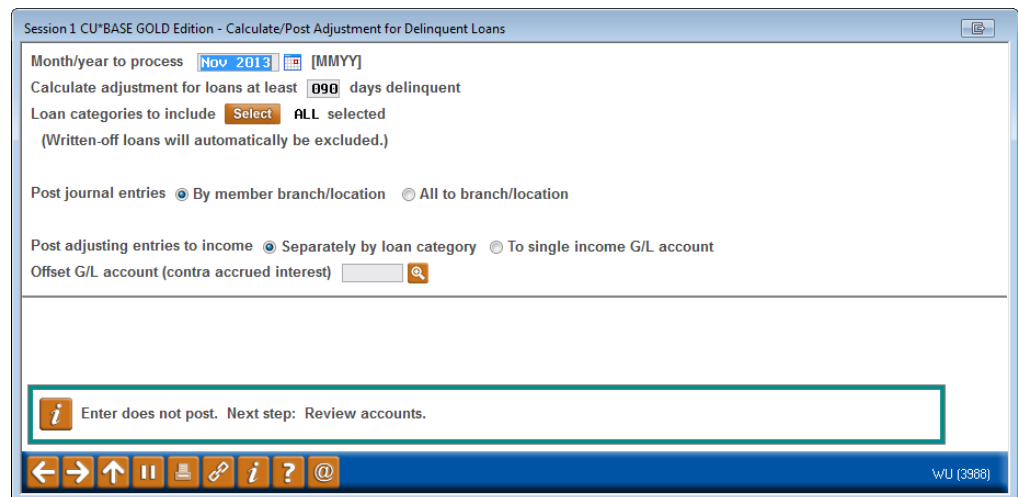 Session 1 CU*BASE GOLD Edition - Calculate/Post Adjustment for Delinquent Loans
Month/year to process Nov 2013 [MMYY]
Calculate adjustment for loans at least 090 days delinquent
Loan categories to include Select ALL selected
(Written-off loans will automatically be excluded.)
Post journal entries By member branch/location All to branch/location
Post adjusting entries to income Separately by loan category To single income G/L account
Offset G/L account (contra accrued interest)
i Enter does not post. Next step: Review accounts.
i ? @ WU (3988)